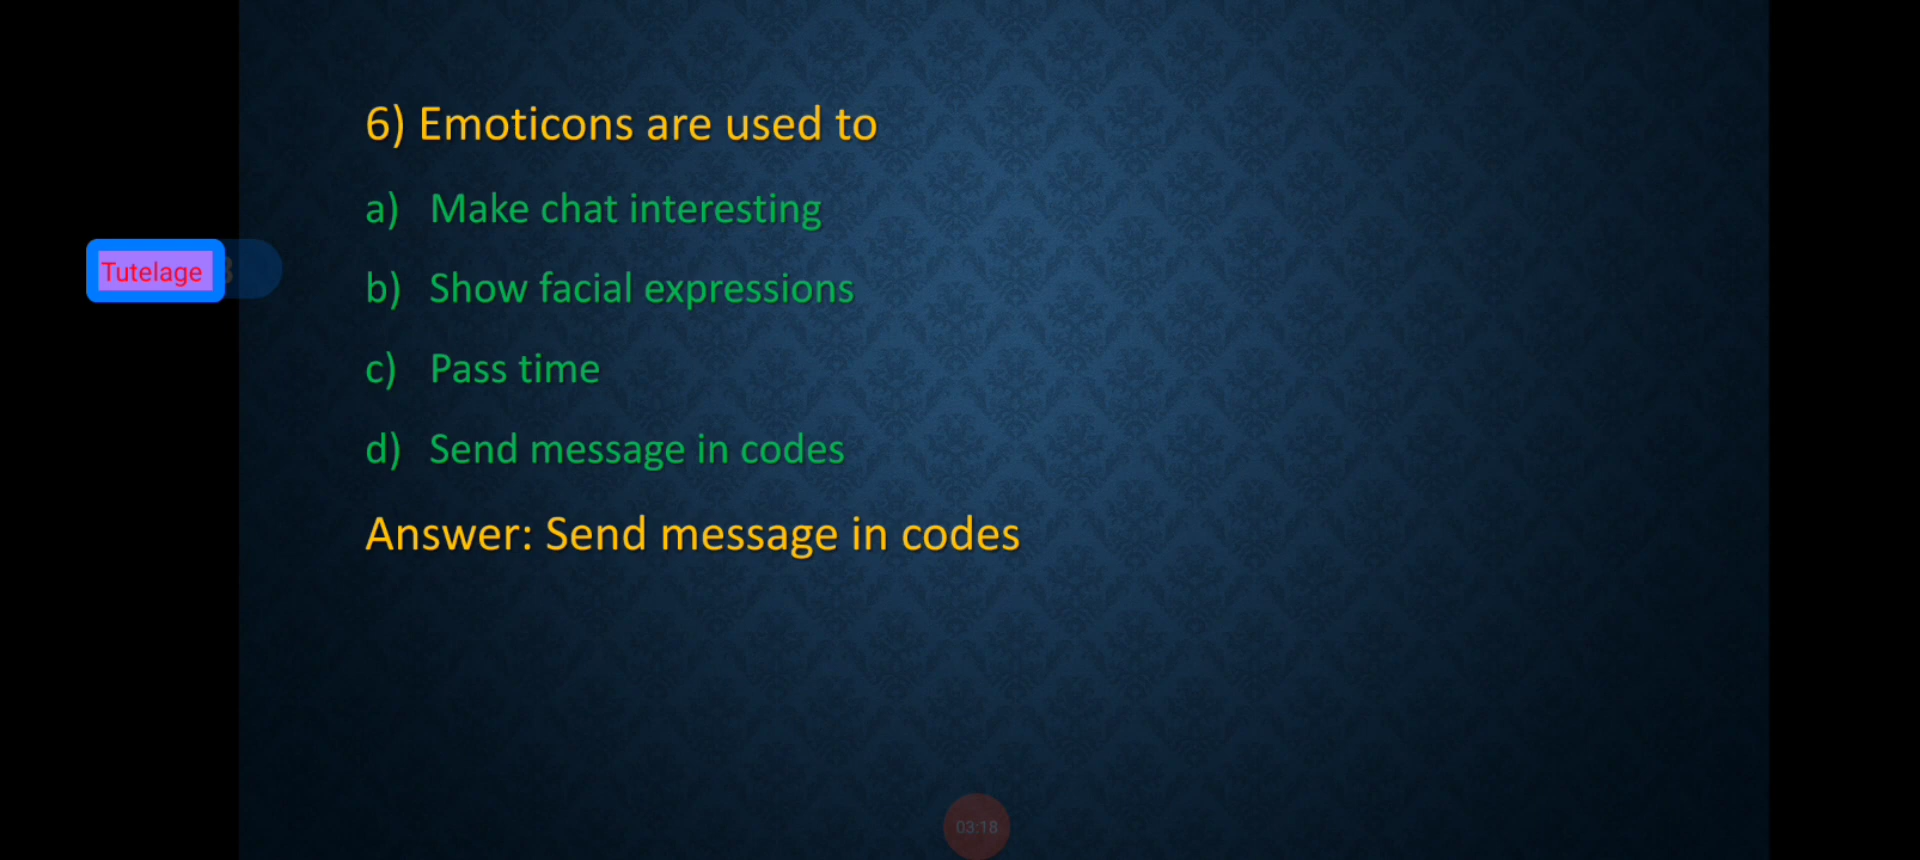 6) Emoticons are used to
a) Make chat interesting
Tutelage
b) Show facial expressions
c) Pass time
d) Send message in codes
Answer: Send message in codes
03:18